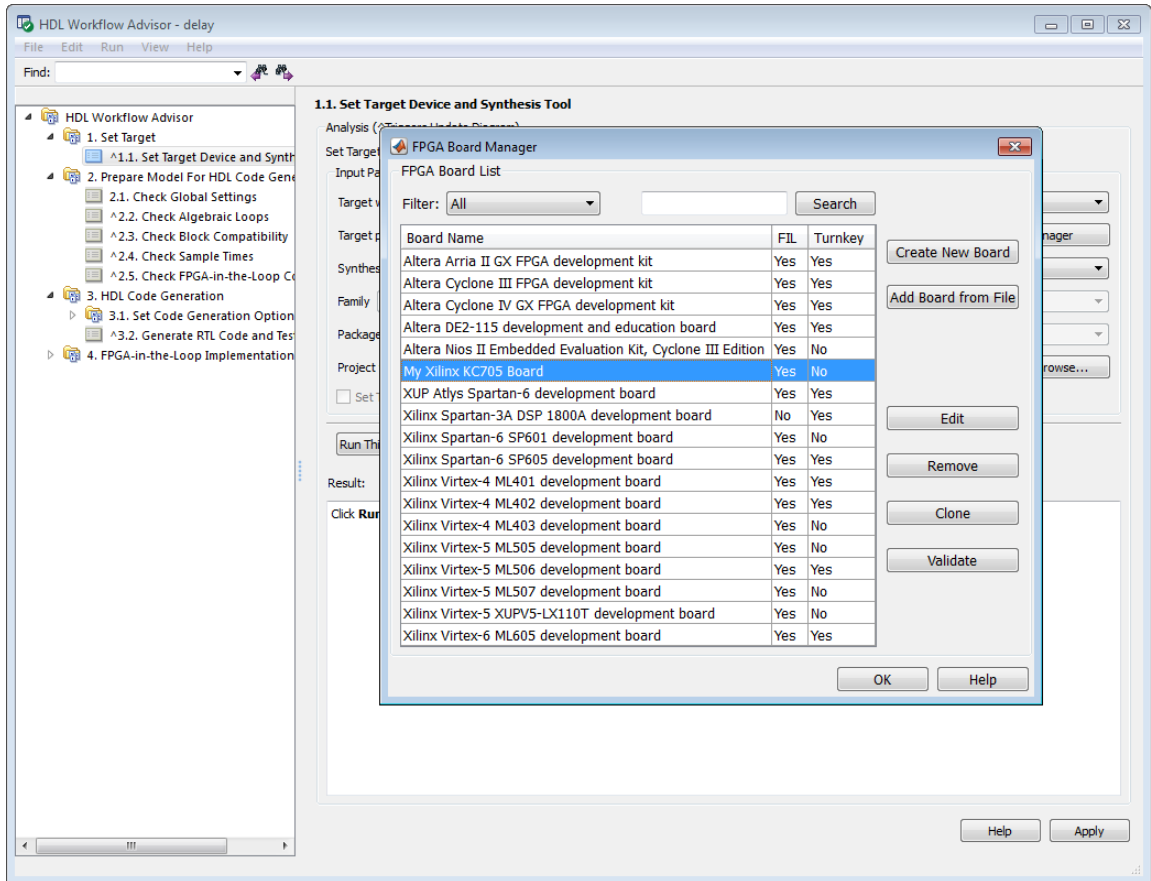 HDL Workflow Advisor - delay
File Edit Run View Help
Find:
HDL Workflow Advisor
1. Set Target
^1.1. Set Target Device and Synth
2. Prepare Model For HDL Code Gene
2.1. Check Global Settings
^2.2. Check Algebraic Loops
^2.3. Check Block Compatibility
^2.4. Check Sample Times
^2.5. Check FPGA-in-the-Loop Co
3. HDL Code Generation
3.1. Set Code Generation Option
^3.2. Generate RTL Code and Tes
4. FPGA-in-the-Loop Implementation
1.1. Set Target Device and Synthesis Tool
Analysis (^Triggers Update Diagram)
Set Target
Input Pa
Target w
Target p
nager
Synthes
Family
Package
Project
rowse...
Set T
Run Thi
Result:
Click Run
FPGA Board Manager
FPGA Board List
Filter: All Search
Board Name FIL Turnkey
Altera Arria II GX FPGA development kit Yes Yes
Altera Cyclone III FPGA development kit Yes Yes
Altera Cyclone IV GX FPGA development kit Yes Yes
Altera DE2-115 development and education board Yes Yes
Altera Nios II Embedded Evaluation Kit, Cyclone III Edition Yes No
My Xilinx KC705 Board Yes No
XUP Atlys Spartan-6 development board Yes Yes
Xilinx Spartan-3A DSP 1800A development board No Yes
Xilinx Spartan-6 SP601 development board Yes No
Xilinx Spartan-6 SP605 development board Yes Yes
Xilinx Virtex-4 ML401 development board Yes Yes
Xilinx Virtex-4 ML402 development board Yes Yes
Xilinx Virtex-4 ML403 development board Yes No
Xilinx Virtex-5 ML505 development board Yes No
Xilinx Virtex-5 ML506 development board Yes Yes
Xilinx Virtex-5 ML507 development board Yes No
Xilinx Virtex-5 XUPV5-LX110T development board Yes No
Xilinx Virtex-6 ML605 development board Yes Yes
Create New Board
Add Board from File
Edit
Remove
Clone
Validate
OK Help
Help Apply